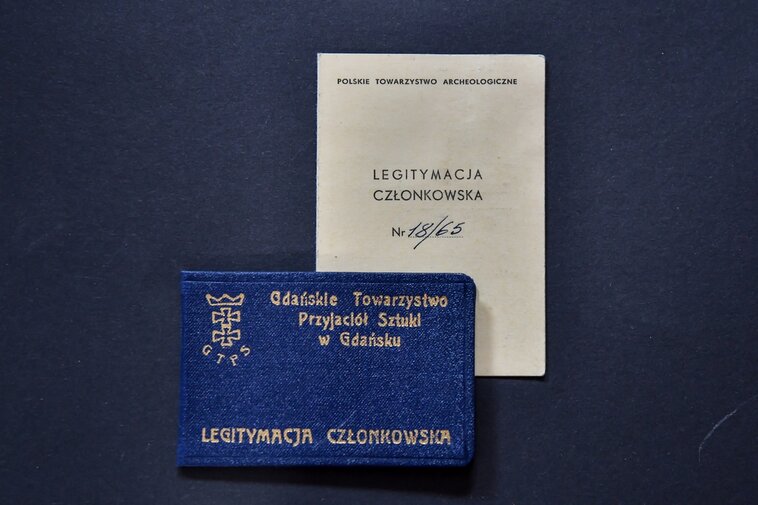 POLSKIE TOWARZYSTWO ARCHEOLOGICZNE
LEGITYMACJA
CZŁONKOWSKA
Nr 18/65
Gdańskie Towarzystwo
Przyjaciół Sztuki
w Gdańsku
GTPS
LEGITYMACJA CZŁONKOWSKA